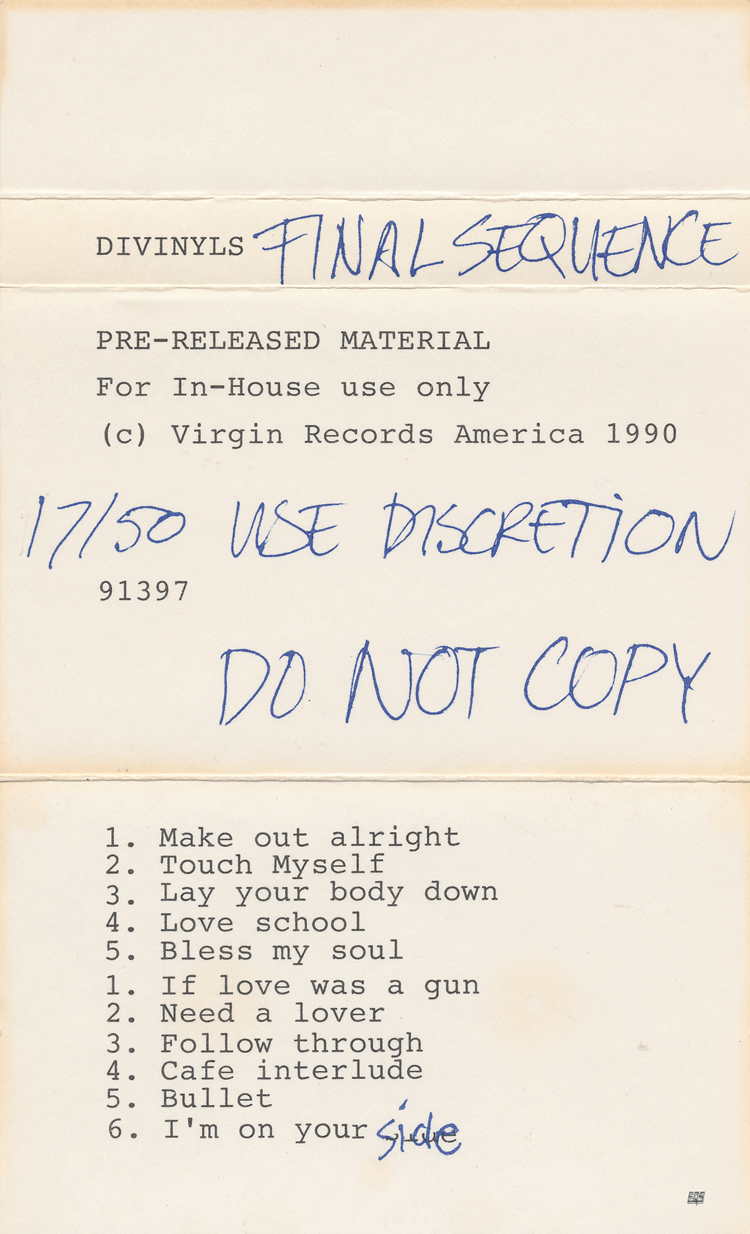 DIVINYLS FINAL SEQUENCE
PRE-RELEASED MATERIAL
For In-House use only
(c) Virgin Records America 1990
17/50 USE DISCRETION
91397
DO NOT COPY
1. Make out alright
2. Touch Myself
3. Lay your body down
4. Love school
5. Bless my soul
1. If love was a gun
2. Need a lover
3. Follow through
4. Cafe interlude
5. Bullet
6. I'm on your side